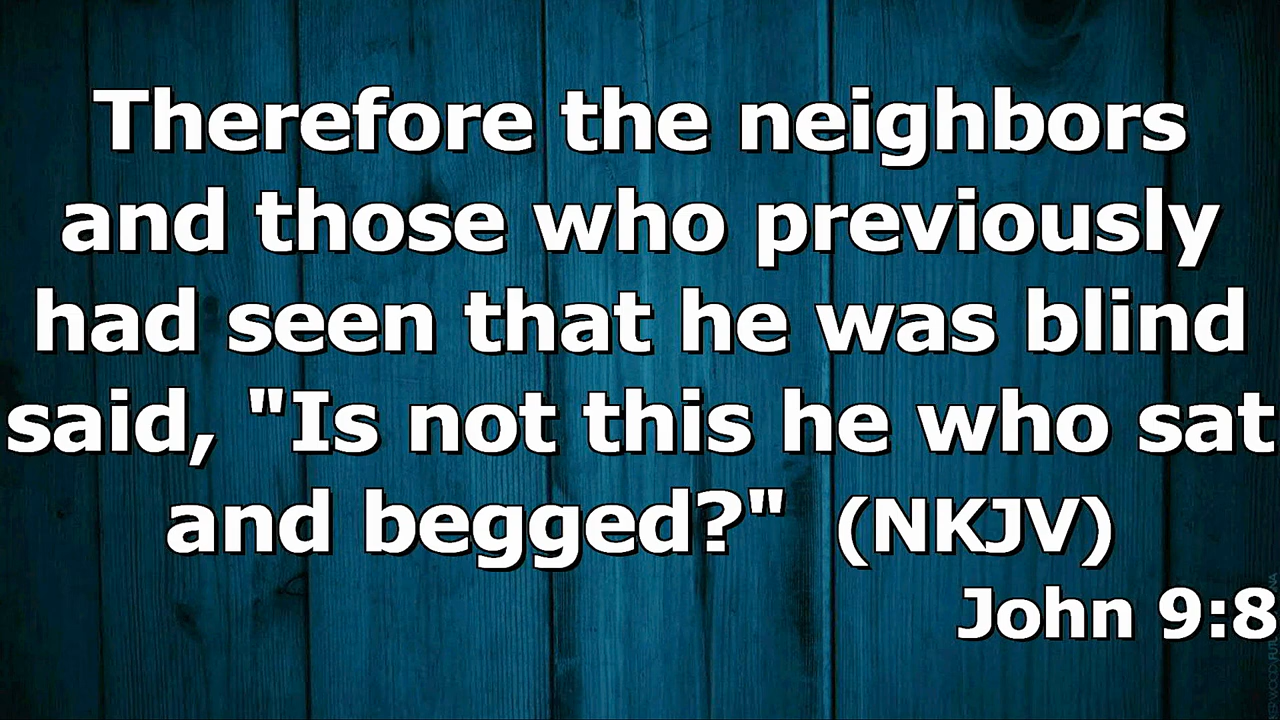 Therefore the neighbors
and those who previously
had seen that he was blind
said, "Is not this he who sat
and begged?" (NKJV)
John 9:8